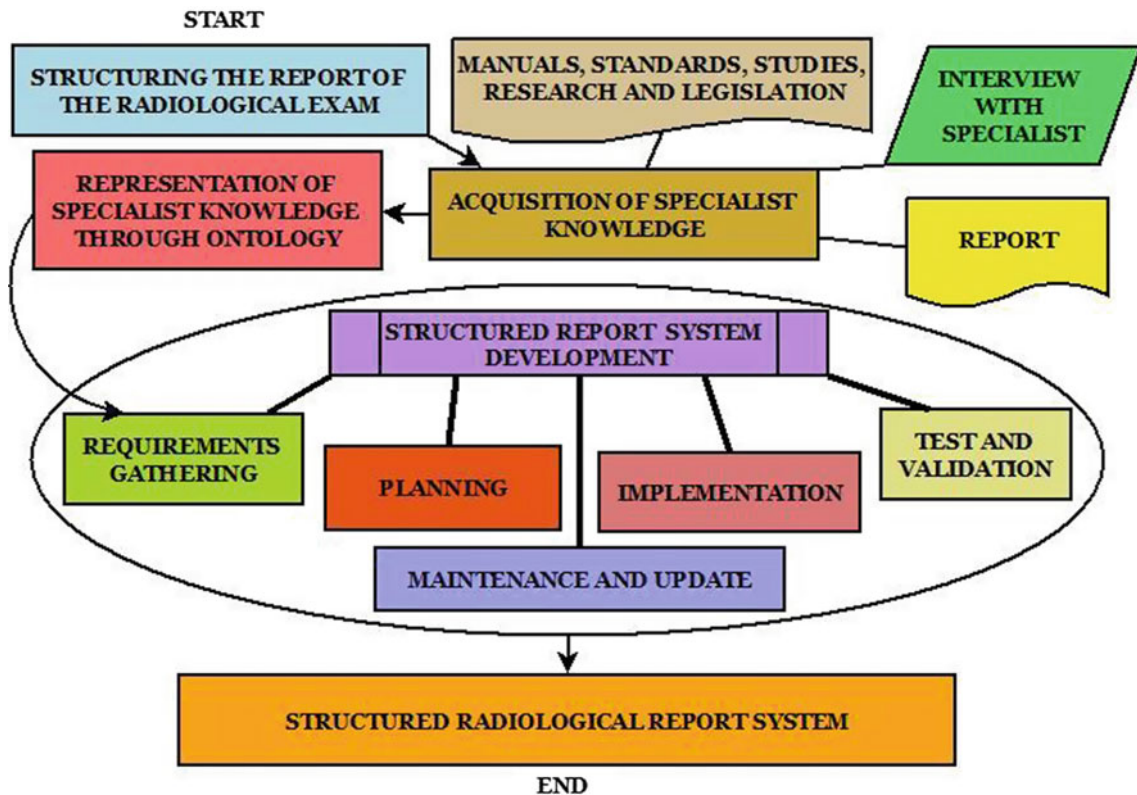 START
STRUCTURING THE REPORT OF
THE RADIOLOGICAL EXAM
MANUALS, STANDARDS, STUDIES,
RESEARCH AND LEGISLATION
INTERVIEW
WITH
SPECIALIST
REPRESENTATION OF
SPECIALIST KNOWLEDGE
THROUGH ONTOLOGY
ACQUISITION OF SPECIALIST
KNOWLEDGE
REPORT
STRUCTURED REPORT SYSTEM
DEVELOPMENT
REQUIREMENTS
GATHERING
PLANNING
IMPLEMENTATION
TEST AND
VALIDATION
MAINTENANCE AND UPDATE
STRUCTURED RADIOLOGICAL REPORT SYSTEM
END